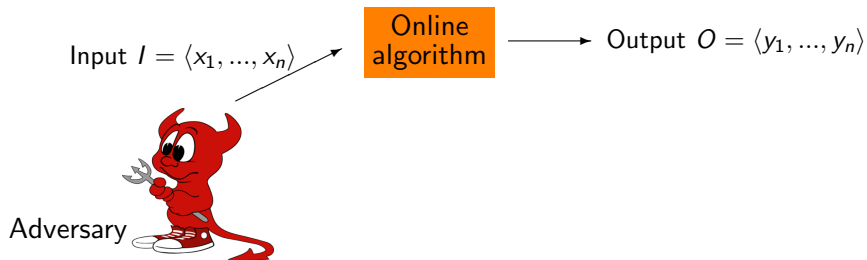 Online
algorithm
Input I = ⟨x₁, ..., xₙ⟩
Output O = ⟨y₁, ..., yₙ⟩
Adversary